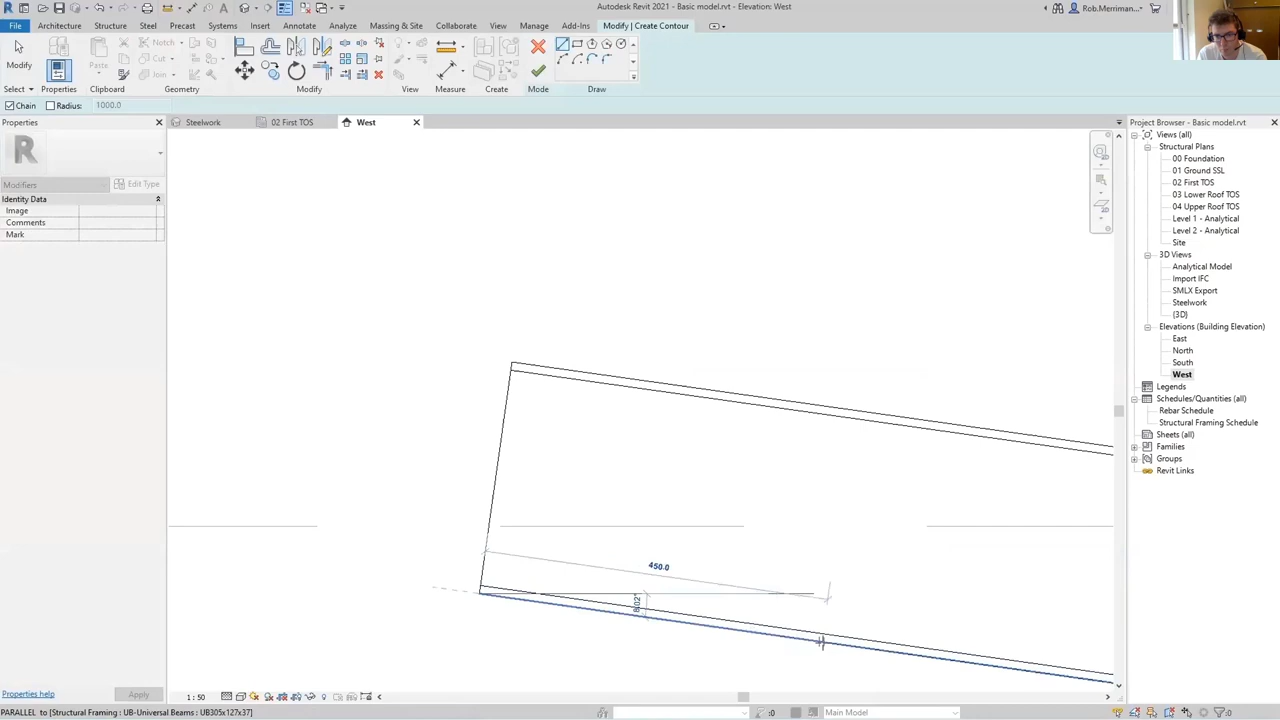 Autodesk Revit 2021 - Basic model.rvt - Elevation: West
Rob.Merriman...
File Architecture Structure Steel Precast Systems Insert Annotate Analyze Massing & Site Collaborate View Manage Add-Ins Modify | Create Contour
Modify
Paste
Notch
Cut
Join
Select Properties Clipboard Geometry Modify View Measure Create Mode Draw
Chain Radius: 1000.0
Properties
Steelwork
02 First TOS
West
Project Browser - Basic model.rvt
R
Modifiers
Edit Type
Identity Data
Image
Comments
Mark
Views (all)
Structural Plans
00 Foundation
01 Ground SSL
02 First TOS
03 Lower Roof TOS
04 Upper Roof TOS
Level 1 - Analytical
Level 2 - Analytical
Site
3D Views
Analytical Model
Import IFC
SMLX Export
Steelwork
{3D}
Elevations (Building Elevation)
East
North
South
West
Legends
Schedules/Quantities (all)
Rebar Schedule
Structural Framing Schedule
Sheets (all)
Families
Groups
Revit Links
450.0
8.02°
Properties help
Apply
1 : 50
PARALLEL to [Structural Framing : UB-Universal Beams : UB305x127x37]
:0
Main Model
:0